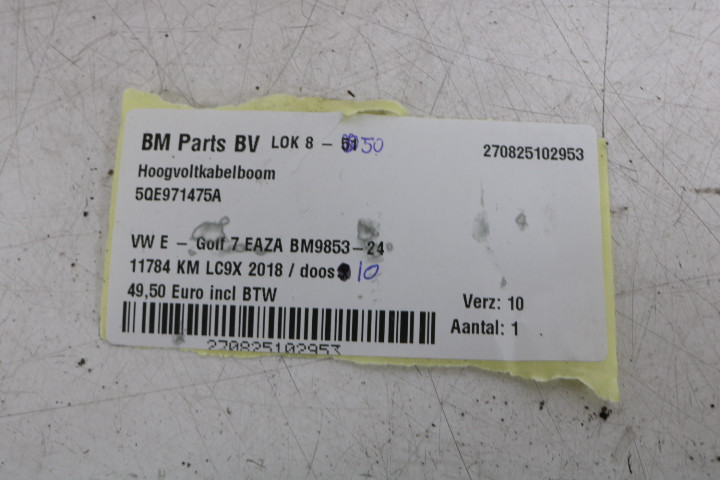 BM Parts BV LOK 8 - 50
270825102953
Hoogvoltkabelboom
5QE971475A
VW E - Golf 7 EAZA BM9853-24
11784 KM LC9X 2018 / doos 10
49,50 Euro incl BTW
Verz: 10
Aantal: 1
270825102953